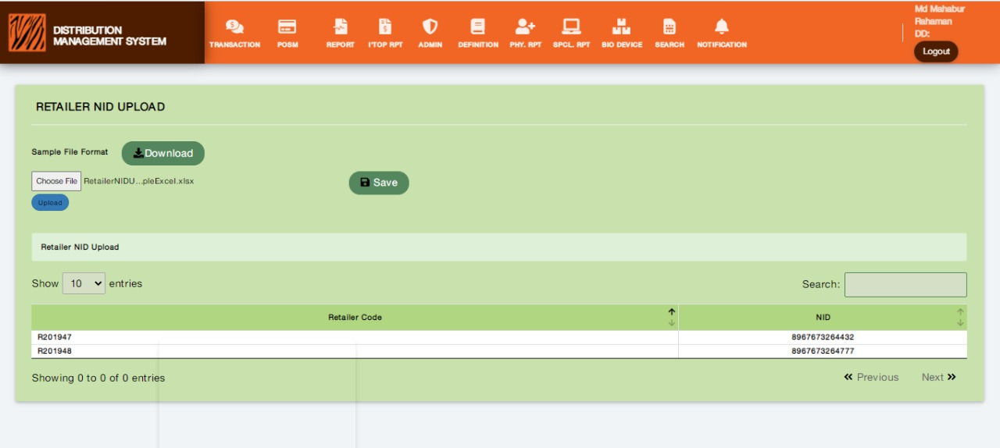 DISTRIBUTION
MANAGEMENT SYSTEM
TRANSACTION
POSM
REPORT
I'TOP RPT
ADMIN
DEFINITION
PHY. RPT
SPCL. RPT
BIO DEVICE
SEARCH
NOTIFICATION
Md Mahabur
Rahaman
DD:
Logout
RETAILER NID UPLOAD
Sample File Format
Download
Choose File RetailerNIDU...pleExcel.xlsx
Save
Upload
Retailer NID Upload
Show 10 entries
Search:
Retailer Code NID
R201947 8967673264432
R201948 8967673264777
Showing 0 to 0 of 0 entries
Previous Next